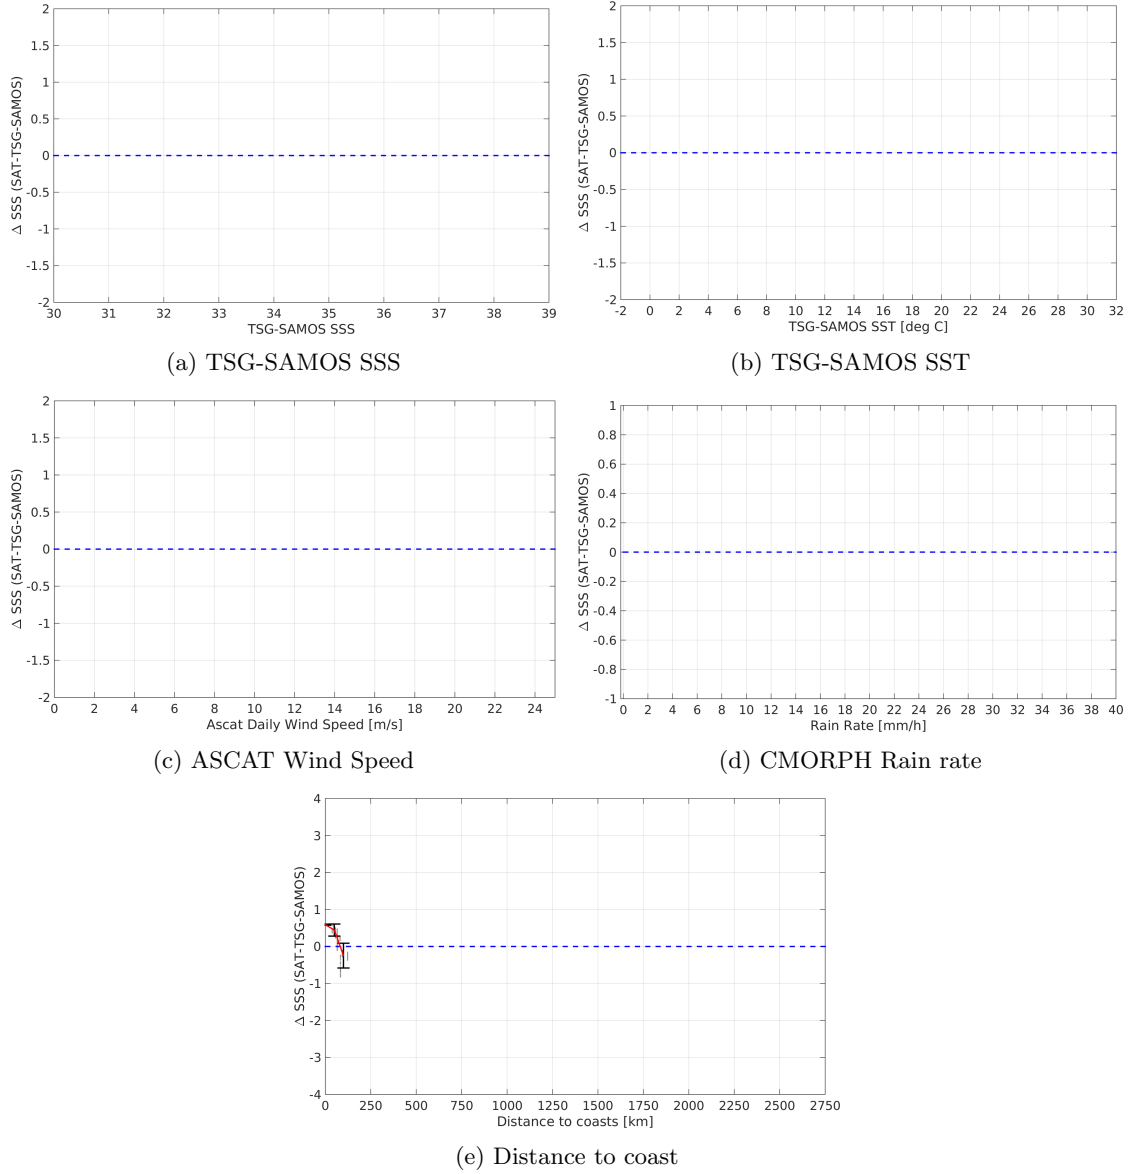 2
1.5
1
0.5
0
-0.5
-1
-1.5
-2
Δ SSS (SAT-TSG-SAMOS)
30 31 32 33 34 35 36 37 38 39
TSG-SAMOS SSS
(a) TSG-SAMOS SSS
2
1.5
1
0.5
0
-0.5
-1
-1.5
-2
Δ SSS (SAT-TSG-SAMOS)
-2 0 2 4 6 8 10 12 14 16 18 20 22 24 26 28 30 32
TSG-SAMOS SST [deg C]
(b) TSG-SAMOS SST
2
1.5
1
0.5
0
-0.5
-1
-1.5
-2
Δ SSS (SAT-TSG-SAMOS)
0 2 4 6 8 10 12 14 16 18 20 22 24
Ascat Daily Wind Speed [m/s]
(c) ASCAT Wind Speed
1
0.8
0.6
0.4
0.2
0
-0.2
-0.4
-0.6
-0.8
-1
Δ SSS (SAT-TSG-SAMOS)
0 2 4 6 8 10 12 14 16 18 20 22 24 26 28 30 32 34 36 38 40
Rain Rate [mm/h]
(d) CMORPH Rain rate
4
3
2
1
0
-1
-2
-3
-4
Δ SSS (SAT-TSG-SAMOS)
0 250 500 750 1000 1250 1500 1750 2000 2250 2500 2750
Distance to coasts [km]
(e) Distance to coast